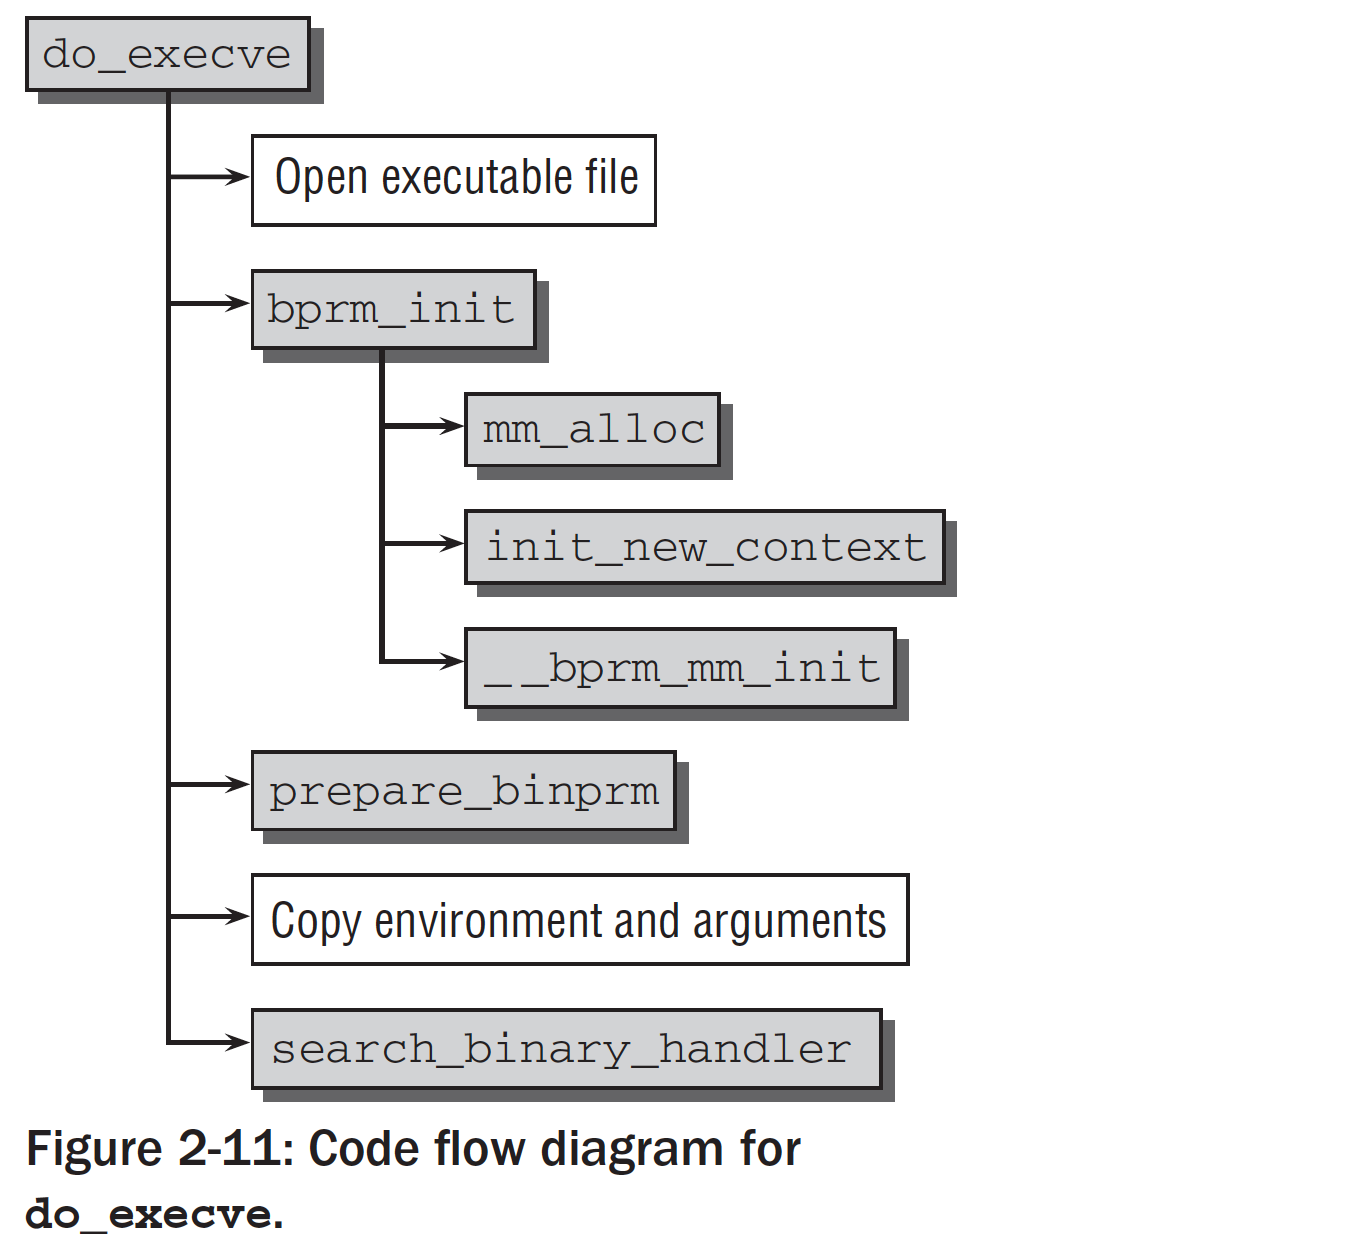 do_execve
Open executable file
bprm_init
mm_alloc
init_new_context
__bprm_mm_init
prepare_binprm
Copy environment and arguments
search_binary_handler
Figure 2-11: Code flow diagram for
do_execve.